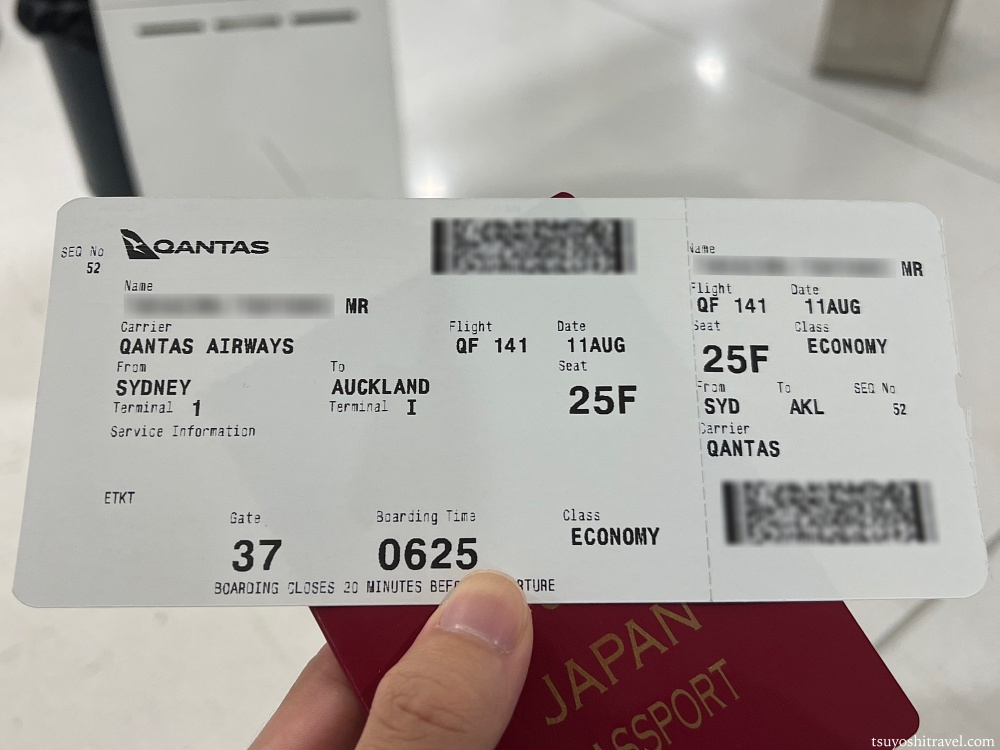 SEQ No
52
QANTAS
Name
MR
Carrier
QANTAS AIRWAYS
Flight
QF 141
Date
11AUG
From
SYDNEY
Terminal 1
To
AUCKLAND
Terminal I
Seat
25F
Service Information
ETKT
Gate
37
Boarding Time
0625
Class
ECONOMY
BOARDING CLOSES 20 MINUTES
Name
MR
Flight
QF 141
Date
11AUG
Seat
25F
Class
ECONOMY
From
SYD
To
AKL
SEQ No
52
Carrier
QANTAS
JAPAN
tsuyoshitravel.com